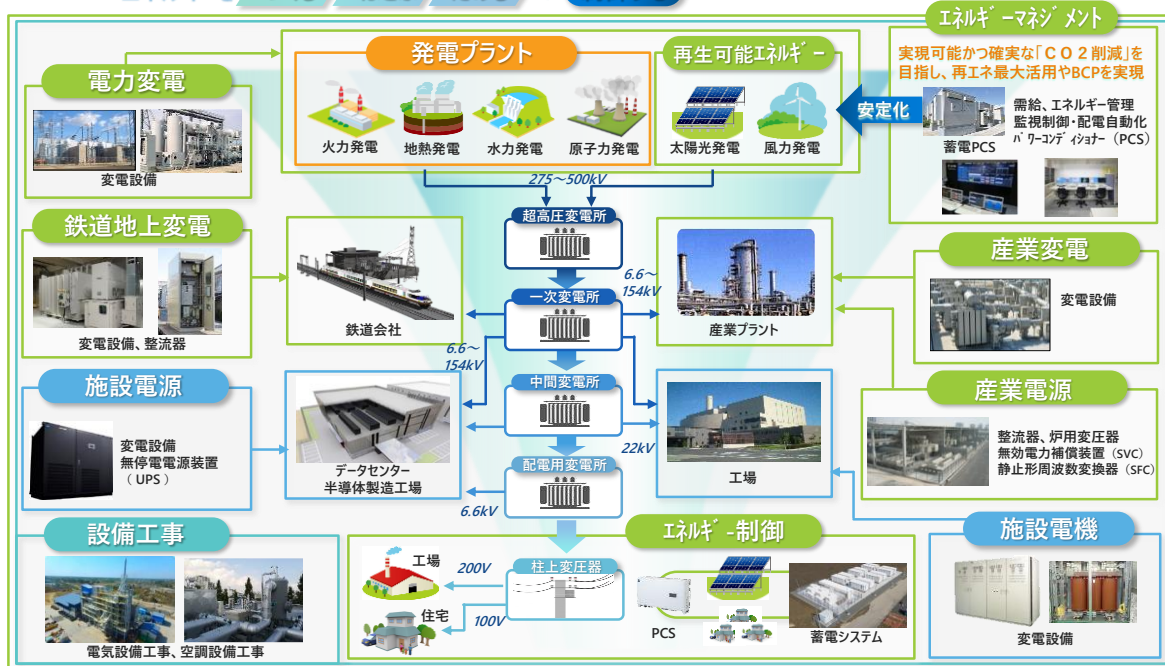 エネルギーマネジメント
実現可能かつ確実な「CO2削減」を
目指し、再エネ最大活用やBCPを実現
安定化
蓄電PCS
需給、エネルギー管理
監視制御・配電自動化
パワーコンディショナー（PCS）
発電プラント
火力発電
地熱発電
水力発電
原子力発電
再生可能エネルギー
太陽光発電
風力発電
電力変電
変電設備
275～500kV
超高圧変電所
鉄道地上変電
変電設備、整流器
鉄道会社
一次変電所
6.6～
154kV
産業プラント
産業変電
変電設備
6.6～
154kV
施設電源
変電設備
無停電電源装置
（UPS）
データセンター
半導体製造工場
中間変電所
22kV
工場
産業電源
整流器、炉用変圧器
無効電力補償装置（SVC）
静止形周波数変換器（SFC）
配電用変電所
6.6kV
設備工事
電気設備工事、空調設備工事
エネルギー制御
工場
200V
住宅
100V
柱上変圧器
PCS
蓄電システム
施設電機
変電設備